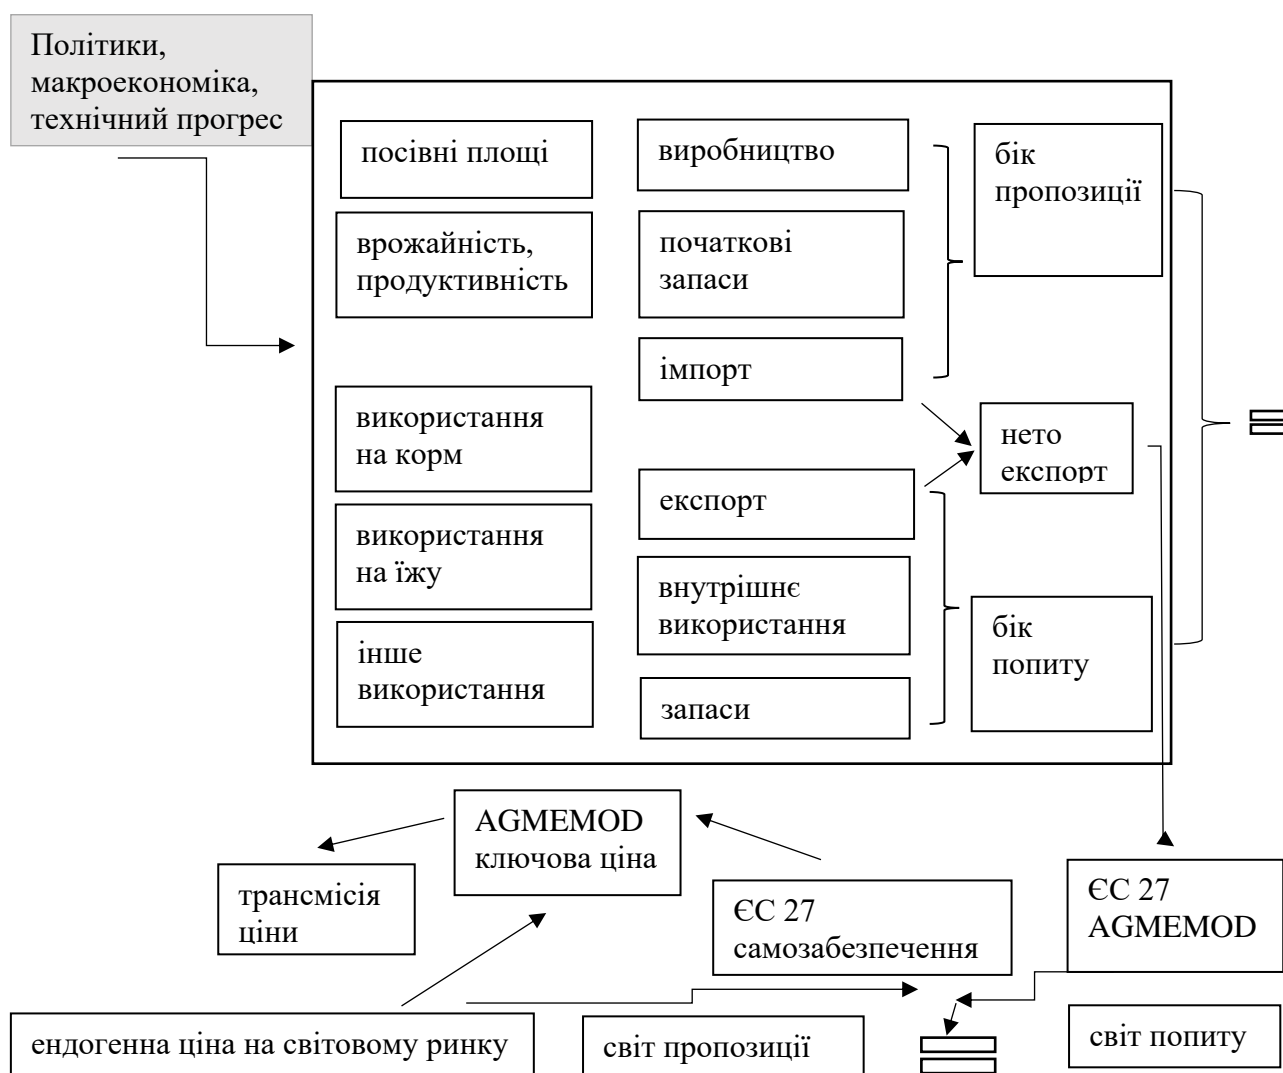 Політики,
макроекономіка,
технічний прогрес
посівні площі
виробництво
бік
пропозиції
врожайність,
продуктивність
початкові
запаси
імпорт
використання
на корм
нето
експорт
експорт
використання
на їжу
внутрішнє
використання
бік
попиту
інше
використання
запаси
AGMEMOD
ключова ціна
трансмісія
ціни
ЄС 27
самозабезпечення
ЄС 27
AGMEMOD
ендогенна ціна на світовому ринку
світ пропозиції
світ попиту